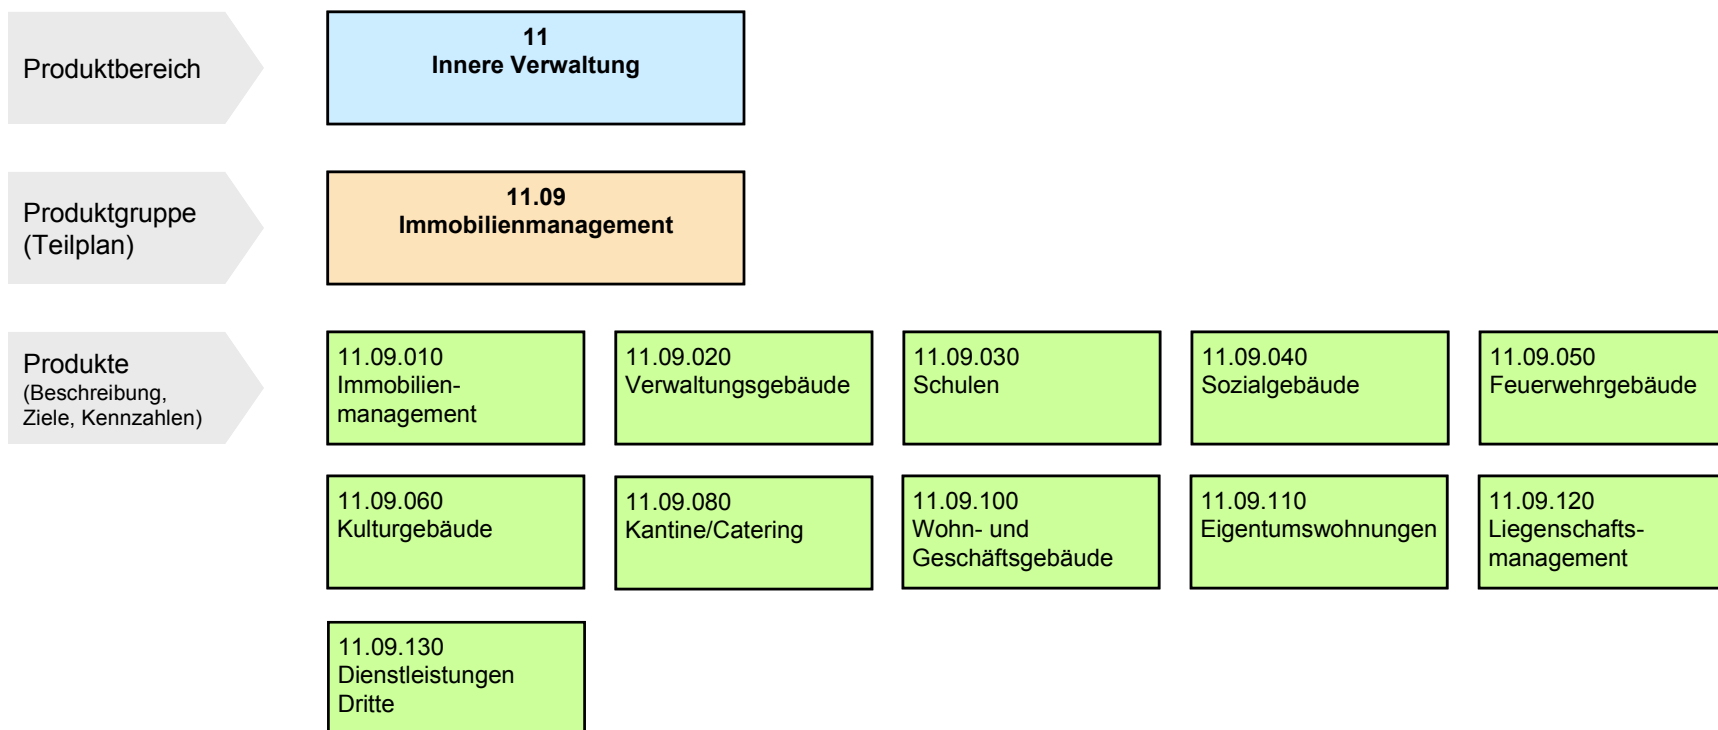 Produktbereich
11
Innere Verwaltung
Produktgruppe
(Teilplan)
11.09
Immobilienmanagement
Produkte
(Beschreibung,
Ziele, Kennzahlen)
11.09.010
Immobilien-
management
11.09.020
Verwaltungsgebäude
11.09.030
Schulen
11.09.040
Sozialgebäude
11.09.050
Feuerwehrgebäude
11.09.060
Kulturgebäude
11.09.080
Kantine/Catering
11.09.100
Wohn- und
Geschäftsgebäude
11.09.110
Eigentumswohnungen
11.09.120
Liegenschafts-
management
11.09.130
Dienstleistungen
Dritte